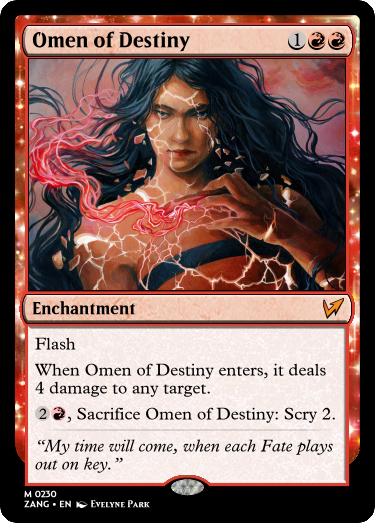 Omen of Destiny 1
Enchantment
Flash
When Omen of Destiny enters, it deals
4 damage to any target.
2 , Sacrifice Omen of Destiny: Scry 2.
“My time will come, when each Fate plays
out on key.”
M 0230
ZANG • EN Evelyne Park